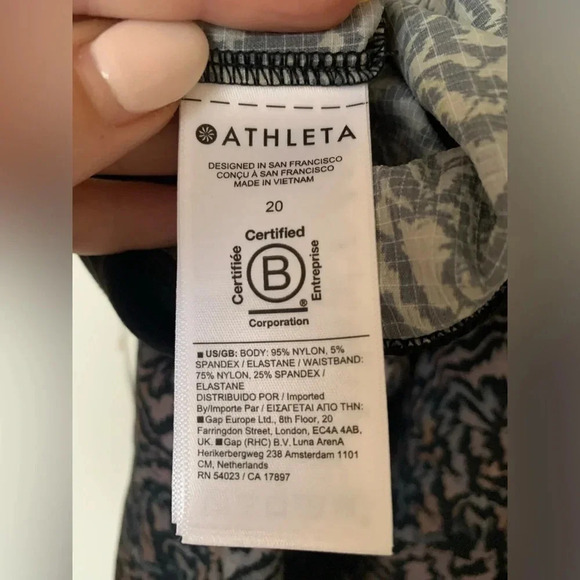 ATHLETA
DESIGNED IN SAN FRANCISCO
CONÇU À SAN FRANCISCO
MADE IN VIETNAM
20
Certified
Certifiée
B
Entreprise
®
Corporation
■ US/GB: BODY: 95% NYLON, 5%
SPANDEX / ELASTANE / WAISTBAND:
75% NYLON, 25% SPANDEX /
ELASTANE
DISTRIBUIDO POR / Imported
By/Importe Par / ΕΙΣΑΓΕΤΑΙ ΑΠΟ ΤΗΝ:
■Gap Europe Ltd., 8th Floor, 20
Farringdon Street, London, EC4A 4AB,
UK. ■Gap (RHC) B.V. Luna ArenA
Herikerbergweg 238 Amsterdam 1101
CM, Netherlands
RN 54023 / CA 17897